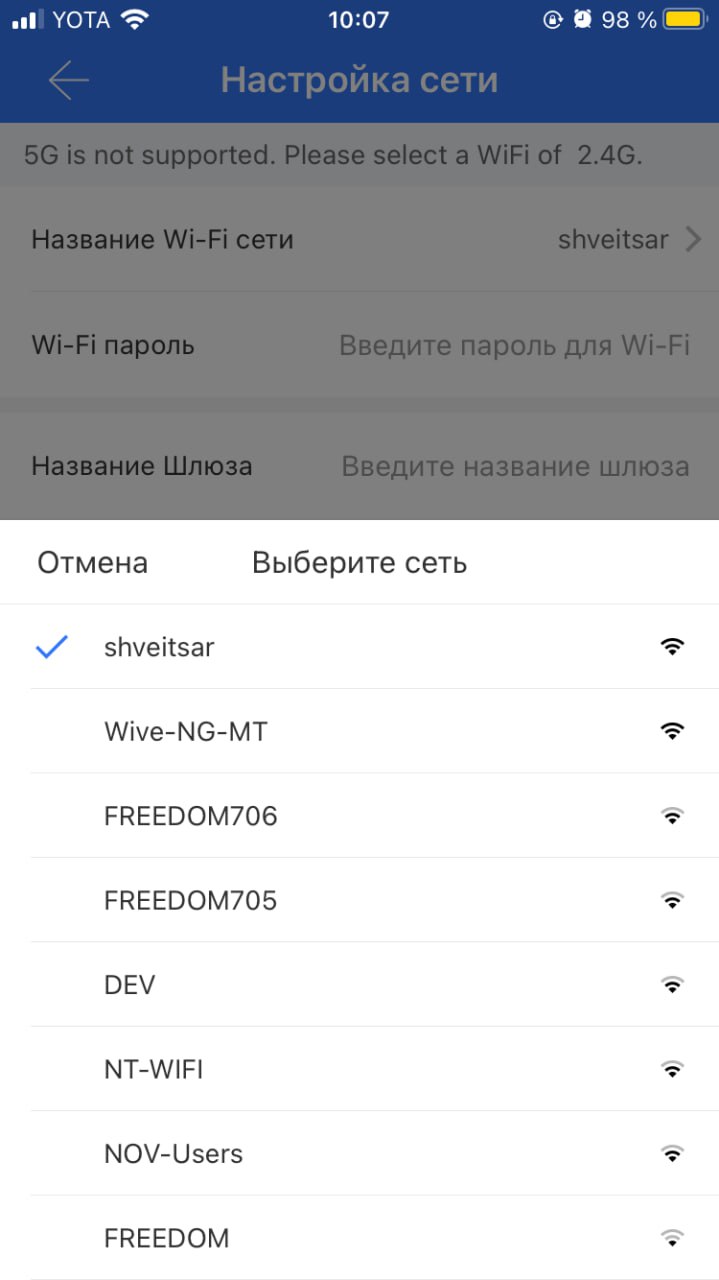 YOTA 10:07 98 %
Настройка сети
5G is not supported. Please select a WiFi of 2.4G.
Название Wi-Fi сети shveitsar
Wi-Fi пароль Введите пароль для Wi-Fi
Название Шлюза Введите название шлюза
Отмена Выберите сеть
shveitsar
Wive-NG-MT
FREEDOM706
FREEDOM705
DEV
NT-WIFI
NOV-Users
FREEDOM